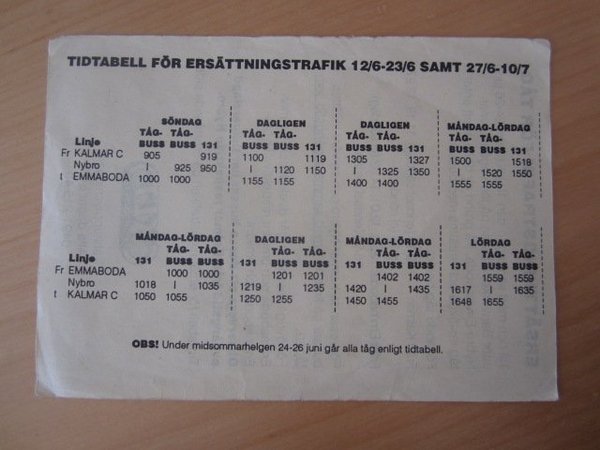 TIDTABELL FÖR ERSÄTTNINGSTRAFIK 12/6-23/6 SAMT 27/6-10/7
SÖNDAG DAGLIGEN DAGLIGEN MÅNDAG-LÖRDAG
TÅG- TÅG- TÅG- TÅG- TÅG- TÅG- TÅG- TÅG-
Linje BUSS BUSS 131 BUSS BUSS 131 BUSS BUSS 131 BUSS BUSS 131
Fr KALMAR C 905 919 1100 1119 1305 1327 1500 1518
Nybro I 925 950 I 1120 1150 I 1325 1350 I 1520 1550
t EMMABODA 1000 1000 1155 1155 1400 1400 1555 1555
MÅNDAG-LÖRDAG DAGLIGEN MÅNDAG-LÖRDAG LÖRDAG
TÅG- TÅG- TÅG- TÅG- TÅG- TÅG- TÅG- TÅG-
Linje 131 BUSS BUSS 131 BUSS BUSS 131 BUSS BUSS 131 BUSS BUSS
Fr EMMABODA 1000 1000 1201 1201 1402 1402 1559 1559
Nybro 1018 I 1035 1219 I 1235 1420 I 1435 1617 I 1635
t KALMAR C 1050 1055 1250 1255 1450 1455 1648 1655
OBS! Under midsommarhelgen 24-26 juni går alla tåg enligt tidtabell.